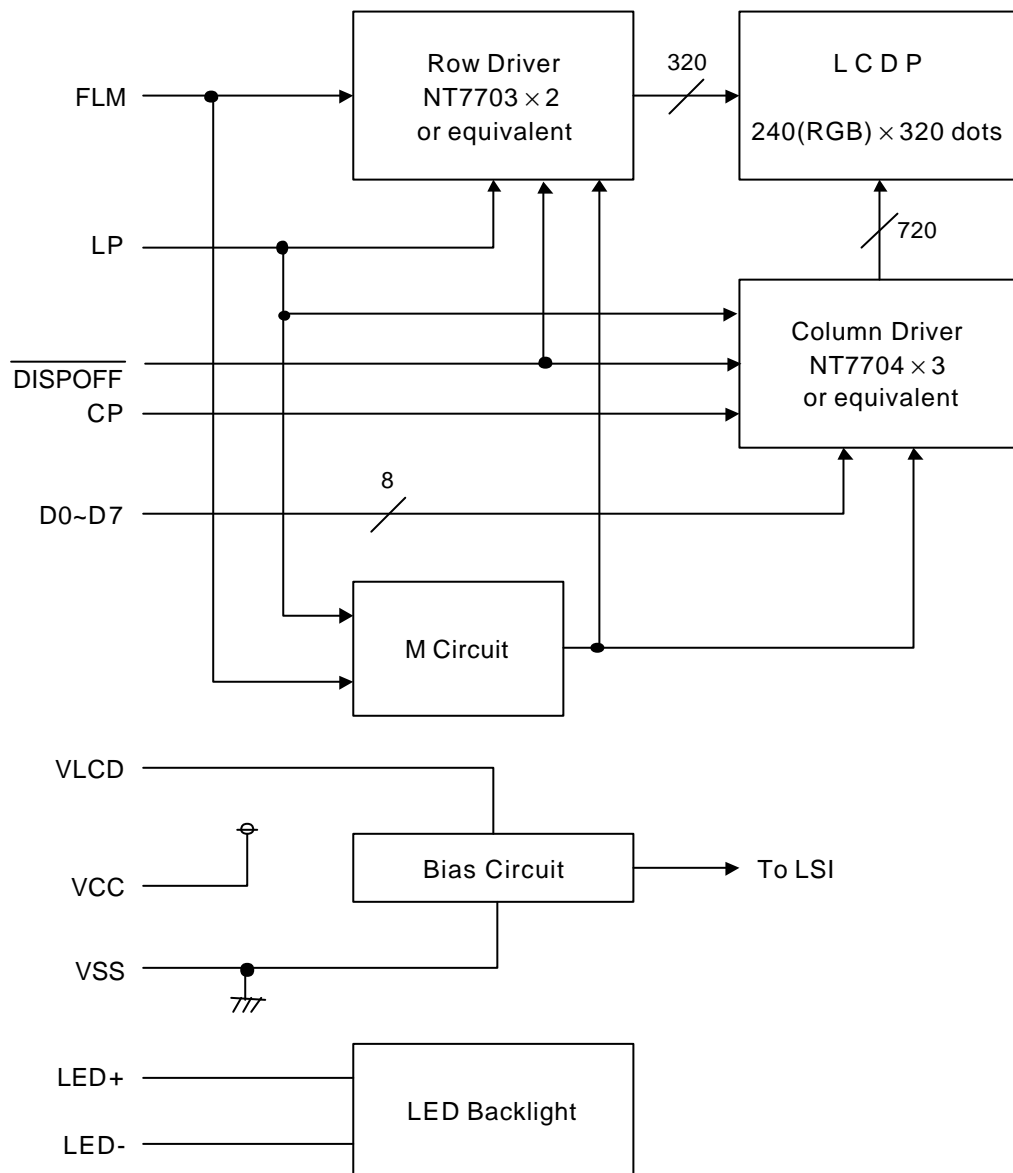 320
Row Driver
NT7703 × 2
or equivalent
L C D P
240(RGB) × 320 dots
FLM
LP
720
Column Driver
NT7704 × 3
or equivalent
DISPOFF
CP
8
D0~D7
M Circuit
VLCD
Bias Circuit
To LSI
VCC
VSS
LED+
LED Backlight
LED-